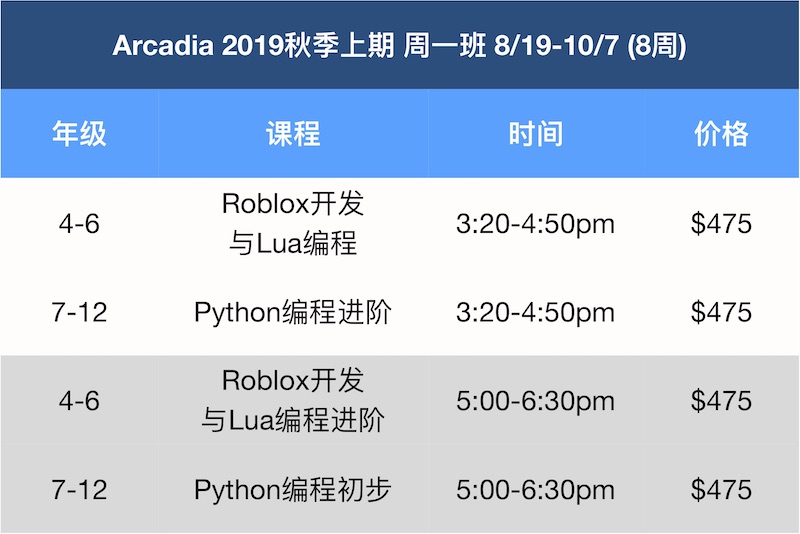 Arcadia 2019秋季上期 周一班 8/19-10/7 (8周)
年级 课程 时间 价格
4-6 Roblox开发与Lua编程 3:20-4:50pm $475
7-12 Python编程进阶 3:20-4:50pm $475
4-6 Roblox开发与Lua编程进阶 5:00-6:30pm $475
7-12 Python编程初步 5:00-6:30pm $475